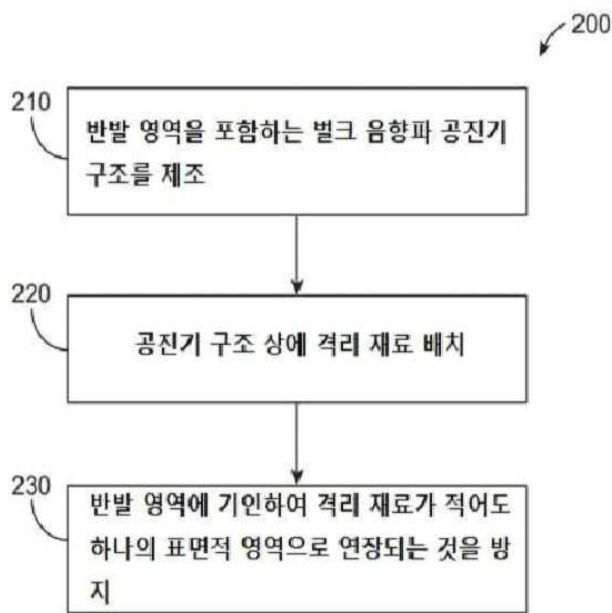 200
210
반발 영역을 포함하는 벌크 음향파 공진기
구조를 제조
220
공진기 구조 상에 격리 재료 배치
230
반발 영역에 기인하여 격리 재료가 적어도
하나의 표면적 영역으로 연장되는 것을 방
지